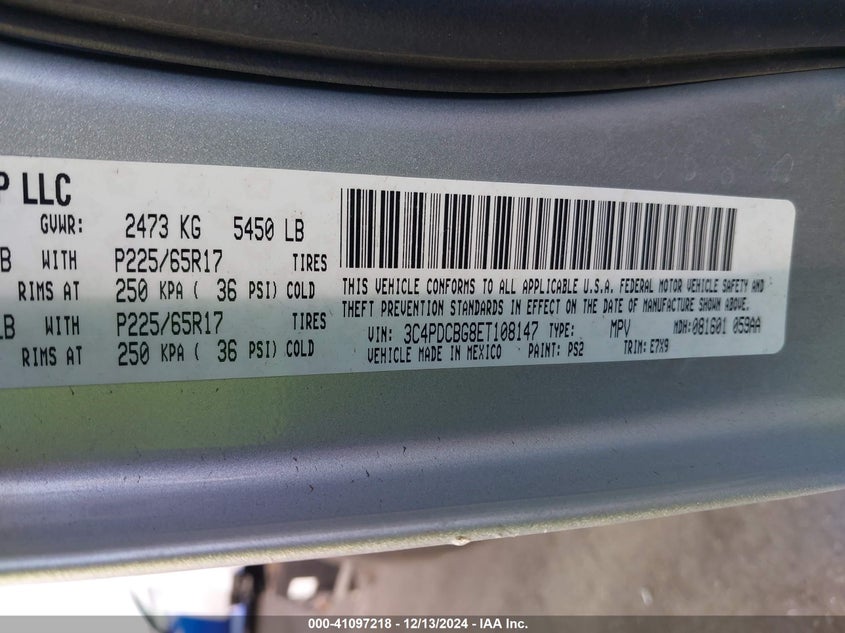 P LLC
GVWR: 2473 KG 5450 LB
B WITH P225/65R17 TIRES
RIMS AT 250 KPA ( 36 PSI) COLD
LB WITH P225/65R17 TIRES
RIMS AT 250 KPA ( 36 PSI) COLD
THIS VEHICLE CONFORMS TO ALL APPLICABLE U.S.A. FEDERAL MOTOR VEHICLE SAFETY AND
THEFT PREVENTION STANDARDS IN EFFECT ON THE DATE OF MANUFACTURE SHOWN ABOVE.
VIN: 3C4PDCBG8ET108147 TYPE: MPV MDH: 081601 059AA
VEHICLE MADE IN MEXICO PAINT: PS2 TRIM: E7X9
000-41097218 - 12/13/2024 - IAA Inc.